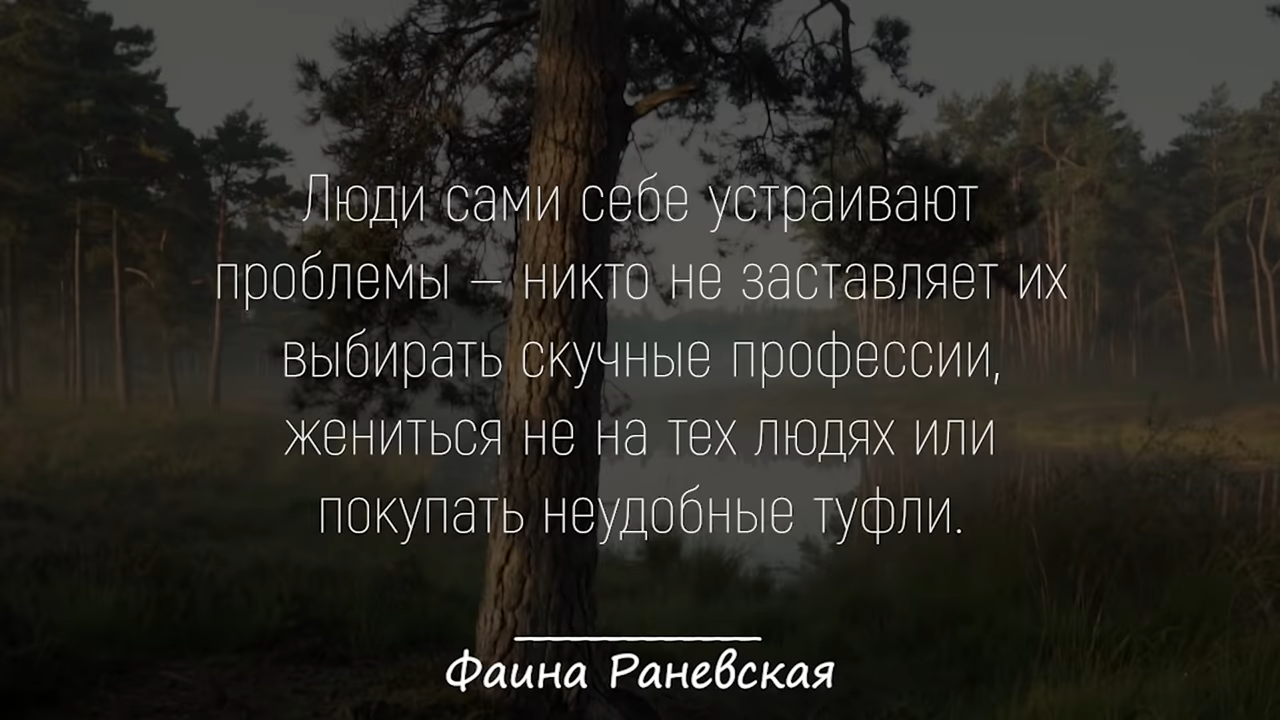 Люди сами себе устраивают
проблемы – никто не заставляет их
выбирать скучные профессии,
жениться не на тех людях или
покупать неудобные туфли.
Фаина Раневская